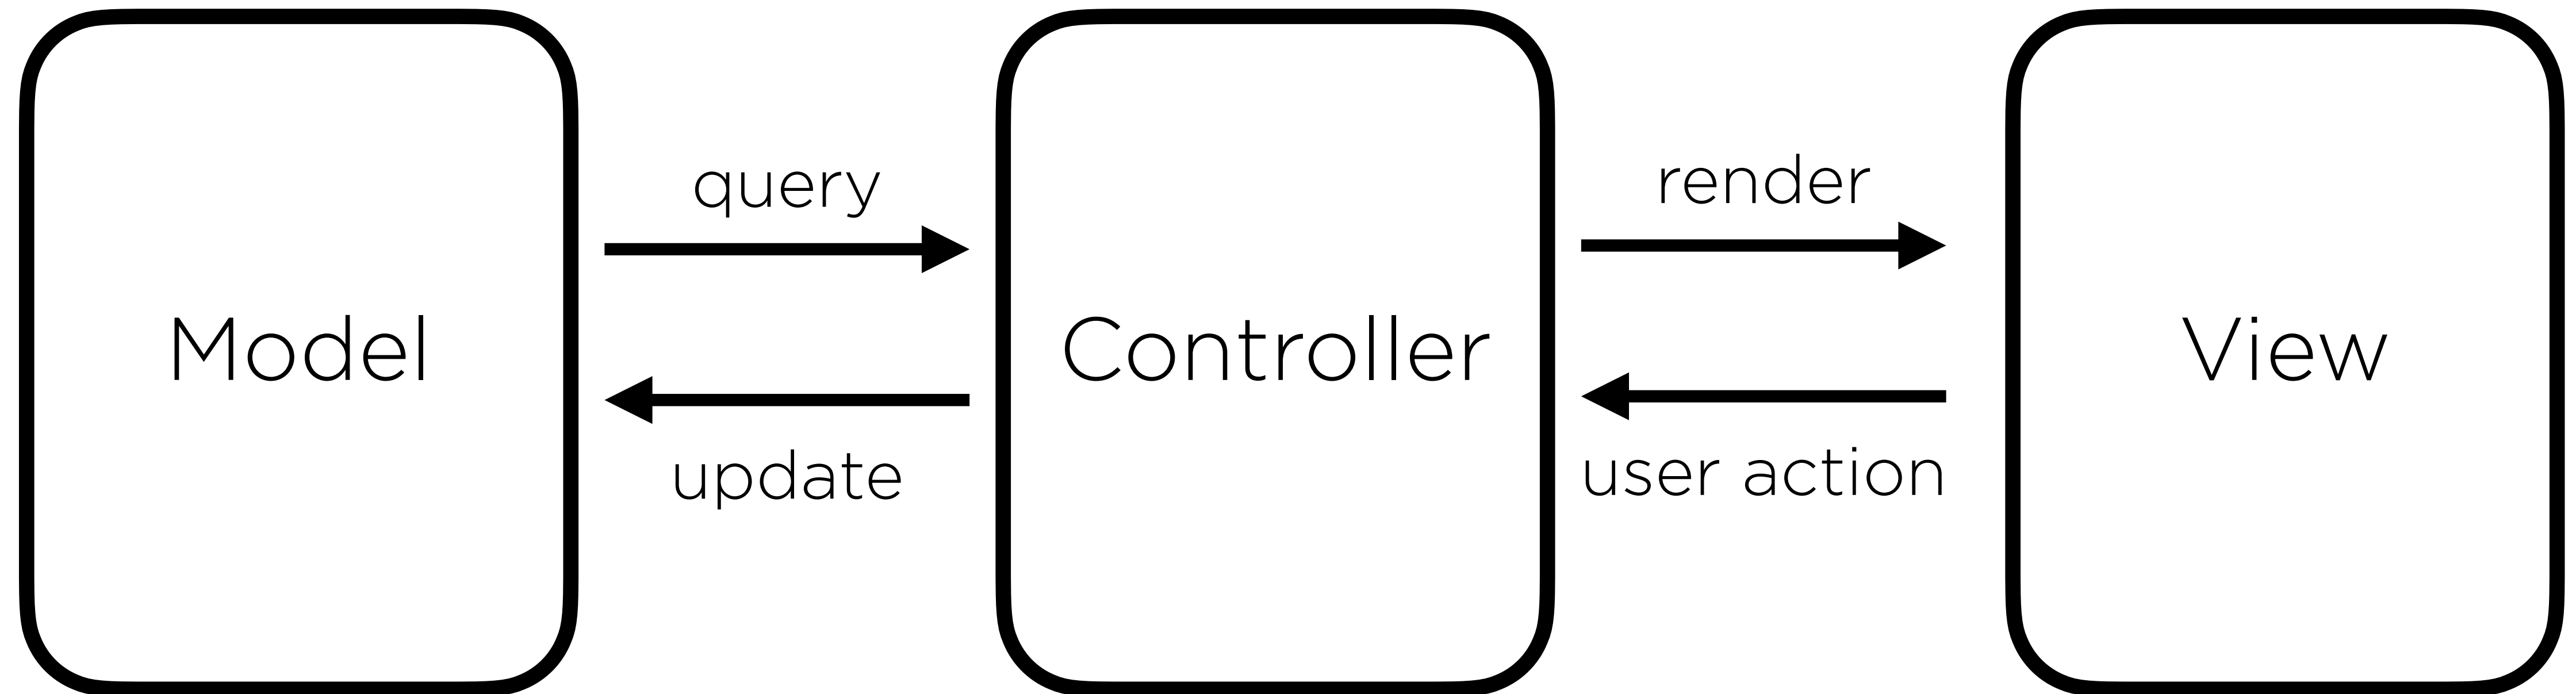 Model
query
update
Controller
render
user action
View